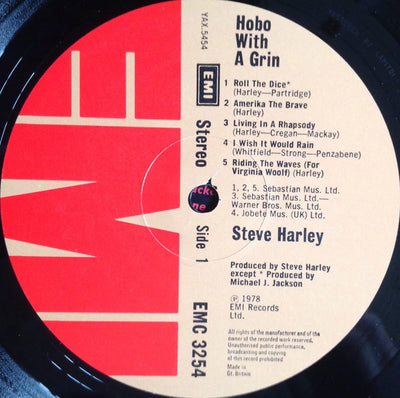 Hobo
With
A Grin
1 Roll The Dice*
(Harley—Partridge)
2 Amerika The Brave
(Harley)
3 Living In A Rhapsody
(Harley—Cregan—Mackay)
4 I Wish It Would Rain
(Whitfield—Strong—Penzabene)
5 Riding The Waves (For
Virginia Woolf) (Harley)
1, 2, 5. Sebastian Mus. Ltd.
3. Sebastian Mus. Ltd.—
Warner Bros. Mus. Ltd.
4. Jobete Mus. (UK) Ltd.
Steve Harley
Produced by Steve Harley
except * Produced by
Michael J. Jackson
℗ 1978
EMI Records
Ltd.
All rights of the manufacturer and of the
owner of the recorded work reserved.
Unauthorised public performance,
broadcasting and copying
of this record prohibited
Made in
Gt. Britain
YAX.5454
EMI
Stereo
Side 1
EMC 3254
EMI